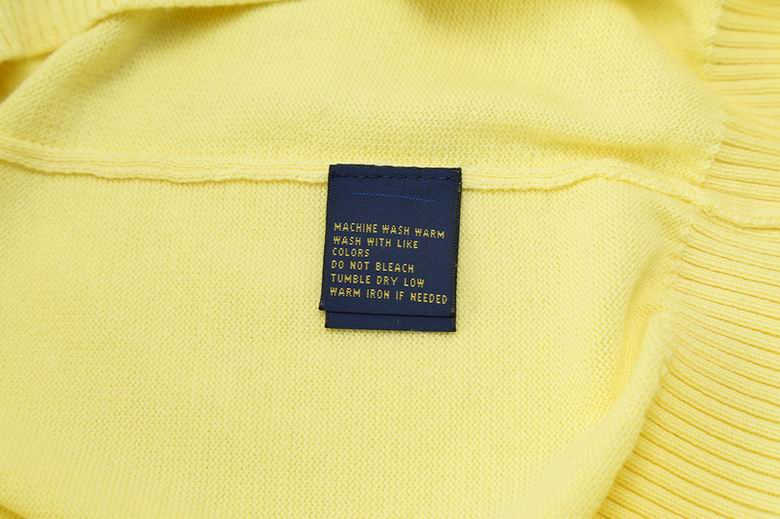 MACHINE WASH WARM
WASH WITH LIKE
COLORS
DO NOT BLEACH
TUMBLE DRY LOW
WARM IRON IF NEEDED